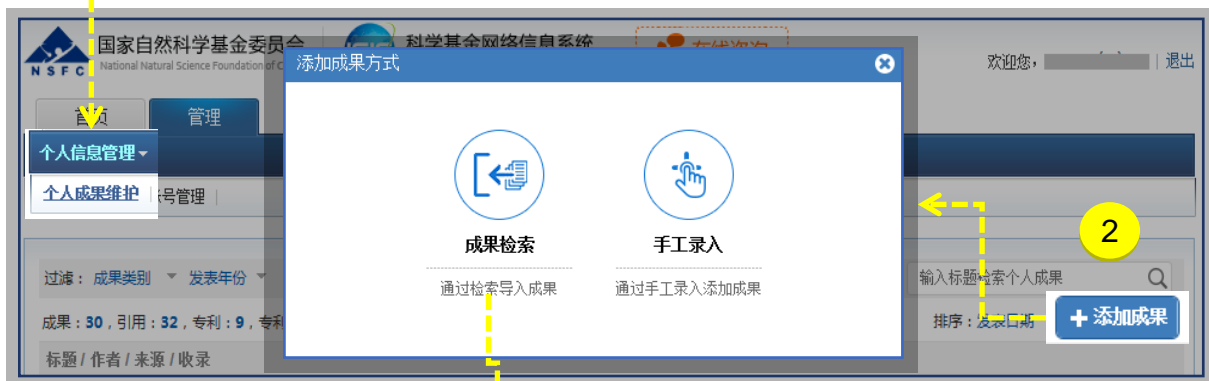 国家自然科学基金委员会
National Natural Science Foundation of C
NSFC
科学基金网络信息系统
在线咨询
欢迎您，
退出
首页
管理
个人信息管理
个人成果维护
账号管理
添加成果方式
成果检索
通过检索导入成果
手工录入
通过手工录入添加成果
2
过滤：成果类别 发表年份
输入标题检索个人成果
成果：30，引用：32，专利：9，专利
排序：发表日期
+ 添加成果
标题 / 作者 / 来源 / 收录